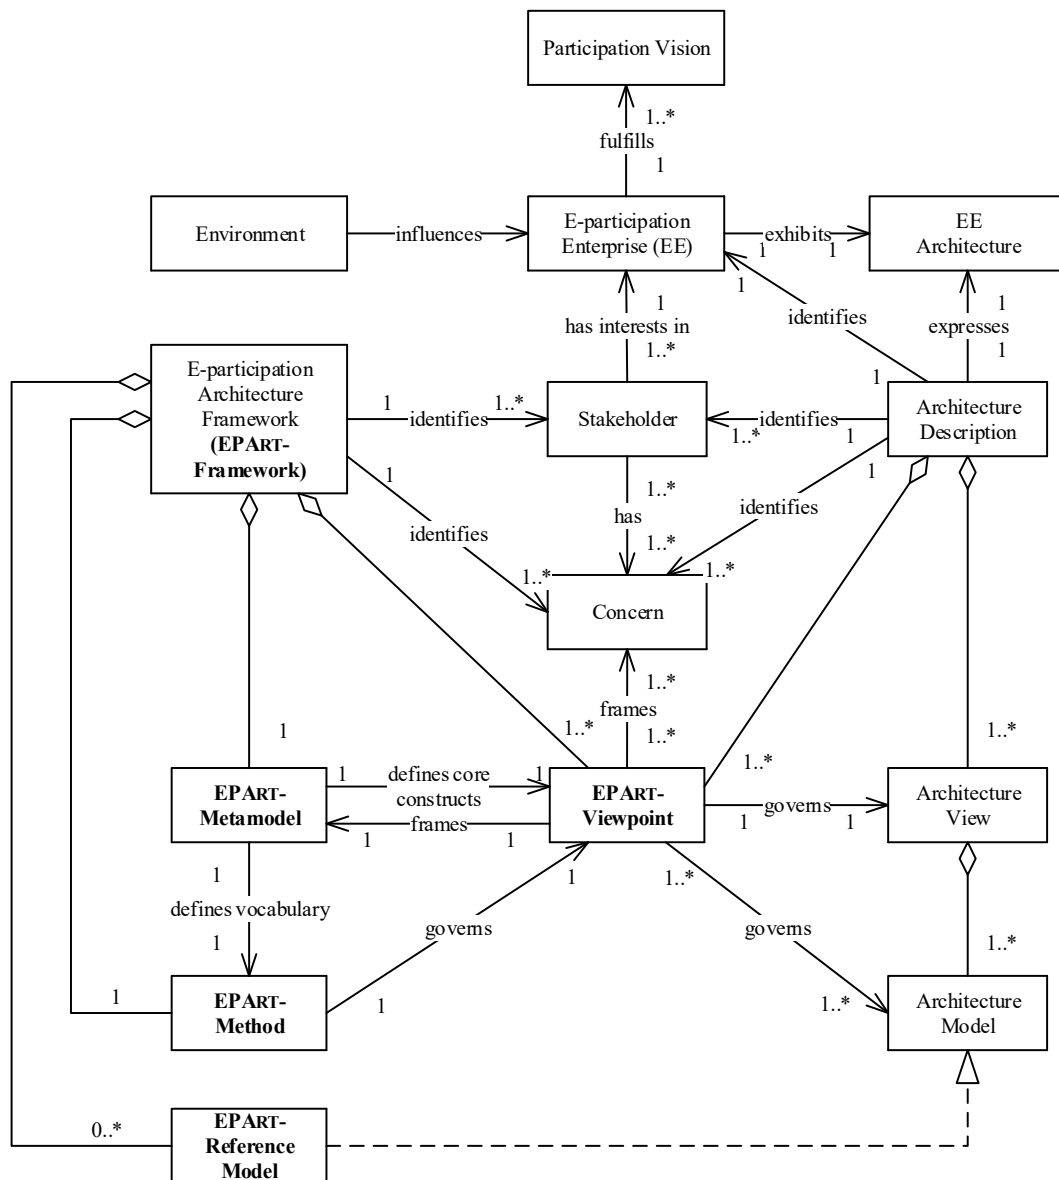 Participation Vision
1..*
fulfills
1
Environment
influences
E-participation
Enterprise (EE)
exhibits
1
1
EE
Architecture
1
1
1
has interests in
identifies
expresses
1..*
1
1
E-participation
Architecture
Framework
(EPART-
Framework)
1
identifies
1..*
Stakeholder
identifies
1..*
1
Architecture
Description
1
1
1..*
has
identifies
identifies
1..*
1..*
1..*
Concern
1..*
frames
1..*
1..*
1
1..*
1..*
EPART-
Metamodel
1
defines core
constructs
1
frames
1
1
EPART-
Viewpoint
governs
1
1
Architecture
View
1
1
1..*
defines vocabulary
governs
governs
1
1..*
EPART-
Method
1
1
1..*
Architecture
Model
0..*
EPART-
Reference
Model